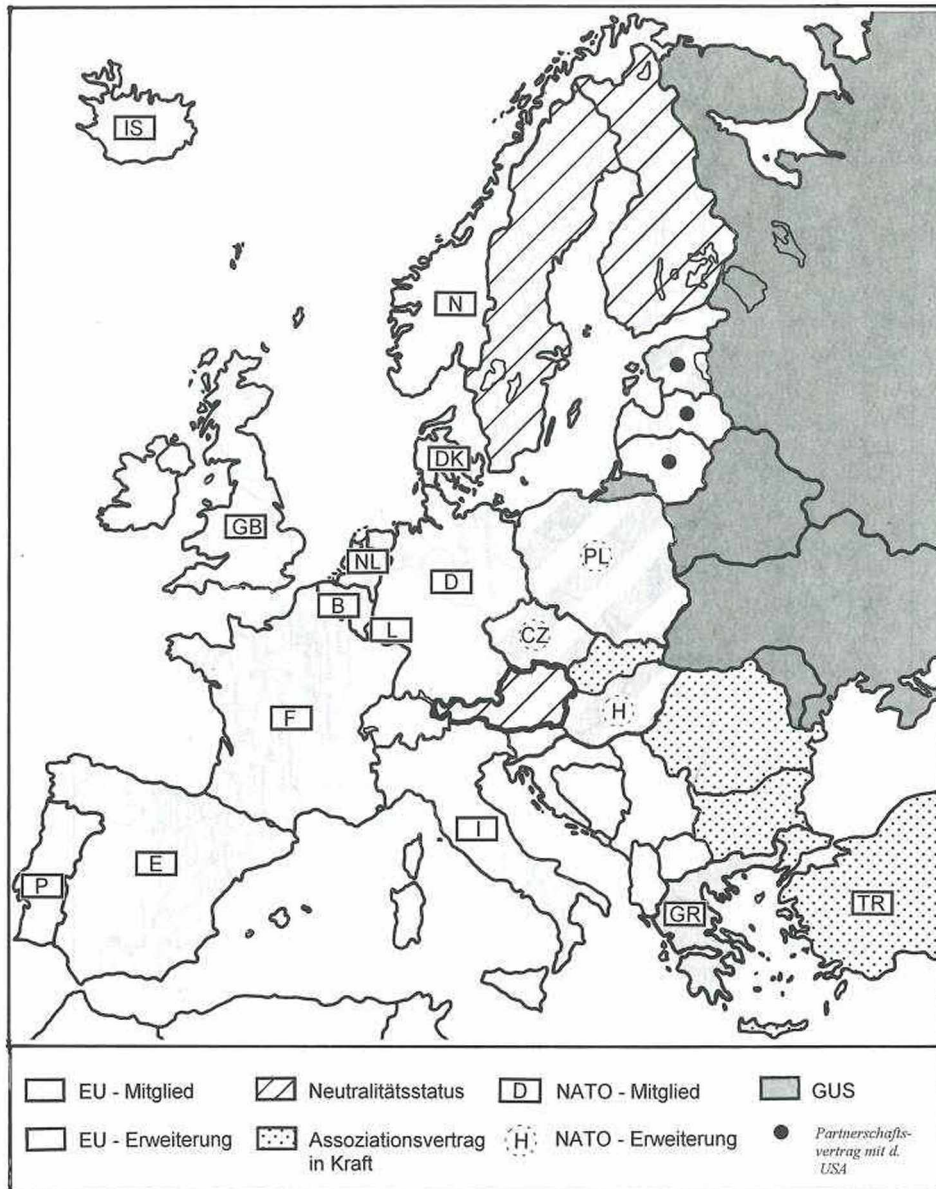 IS
N
DK
GB
NL
D
PL
B
L
CZ
F
H
I
E
P
GR
TR
EU - Mitglied
Neutralitätsstatus
D NATO - Mitglied
GUS
EU - Erweiterung
Assoziationsvertrag
in Kraft
H NATO - Erweiterung
Partnerschafts-
vertrag mit d.
USA